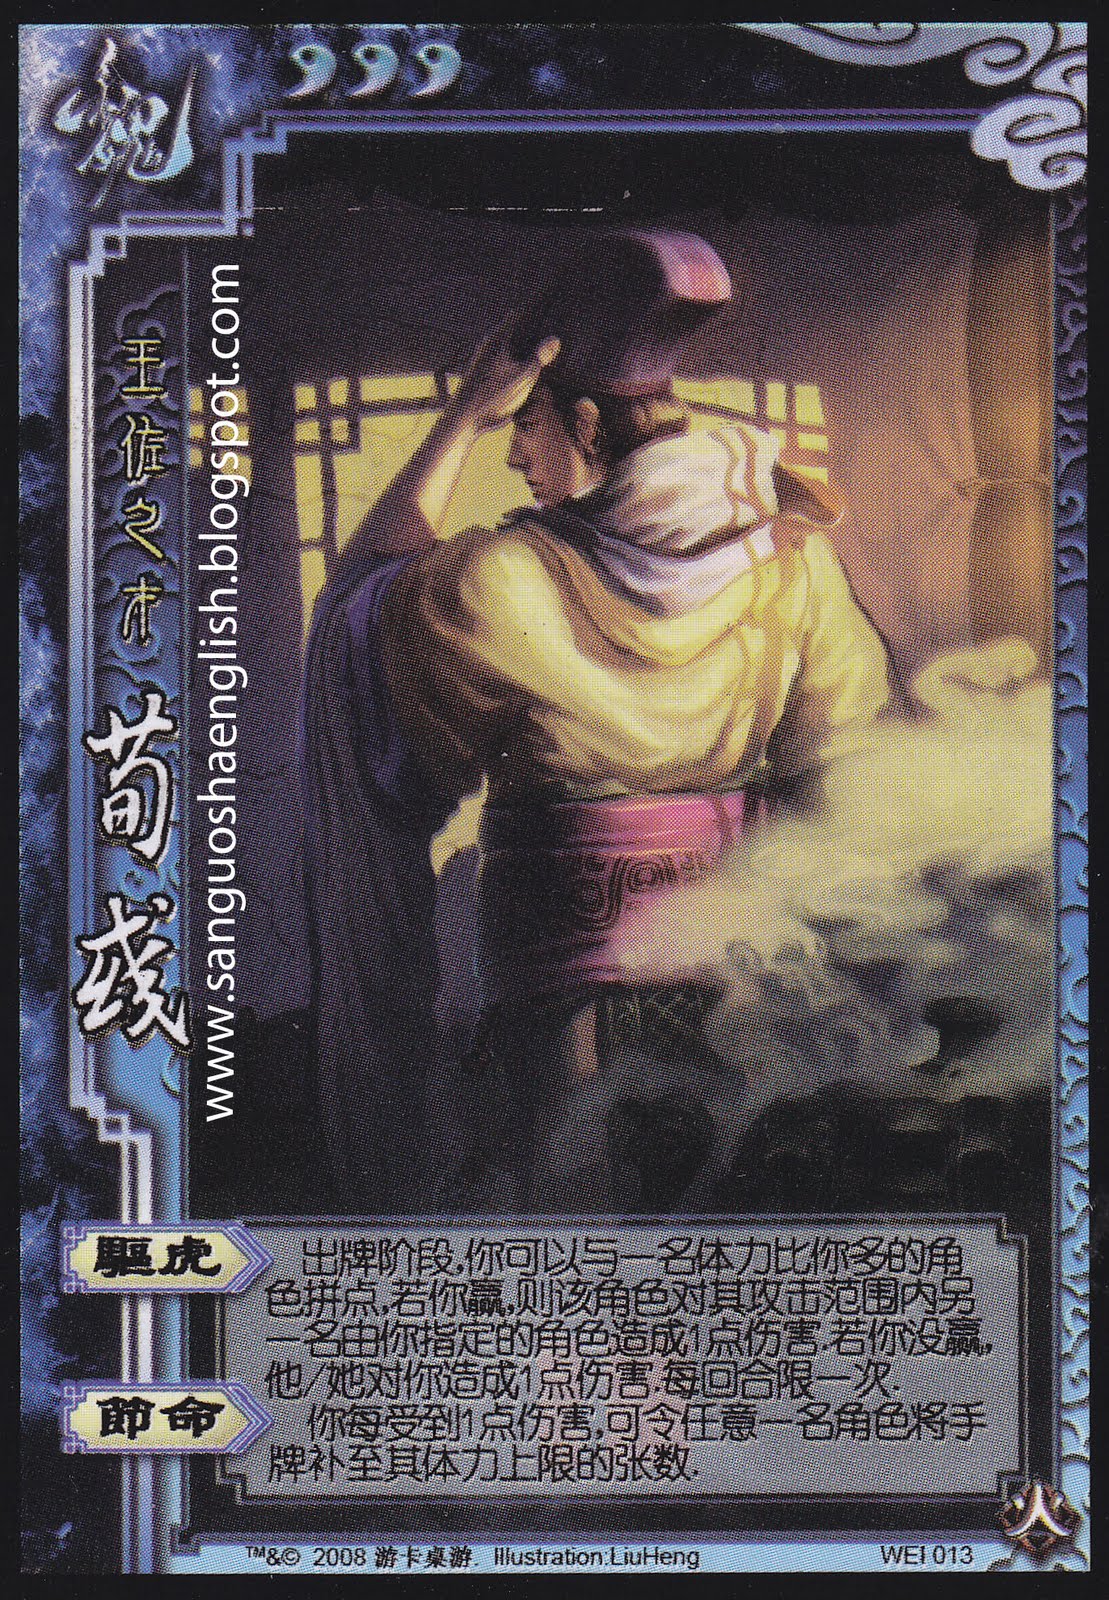 魏
王佐之才
荀彧
www.sanguoshaenglish.blogspot.com
驅虎
出牌阶段,你可以与一名体力比你多的角
色拼点,若你赢,则该角色对其攻击范围内另
一名由你指定的角色造成1点伤害.若你没赢,
他/她对你造成1点伤害.每回合限一次.
節命
你每受到1点伤害,可令任意一名角色将手
牌补至其体力上限的张数.
火
™&© 2008 游卡桌游. Illustration:LiuHeng
WEI 013